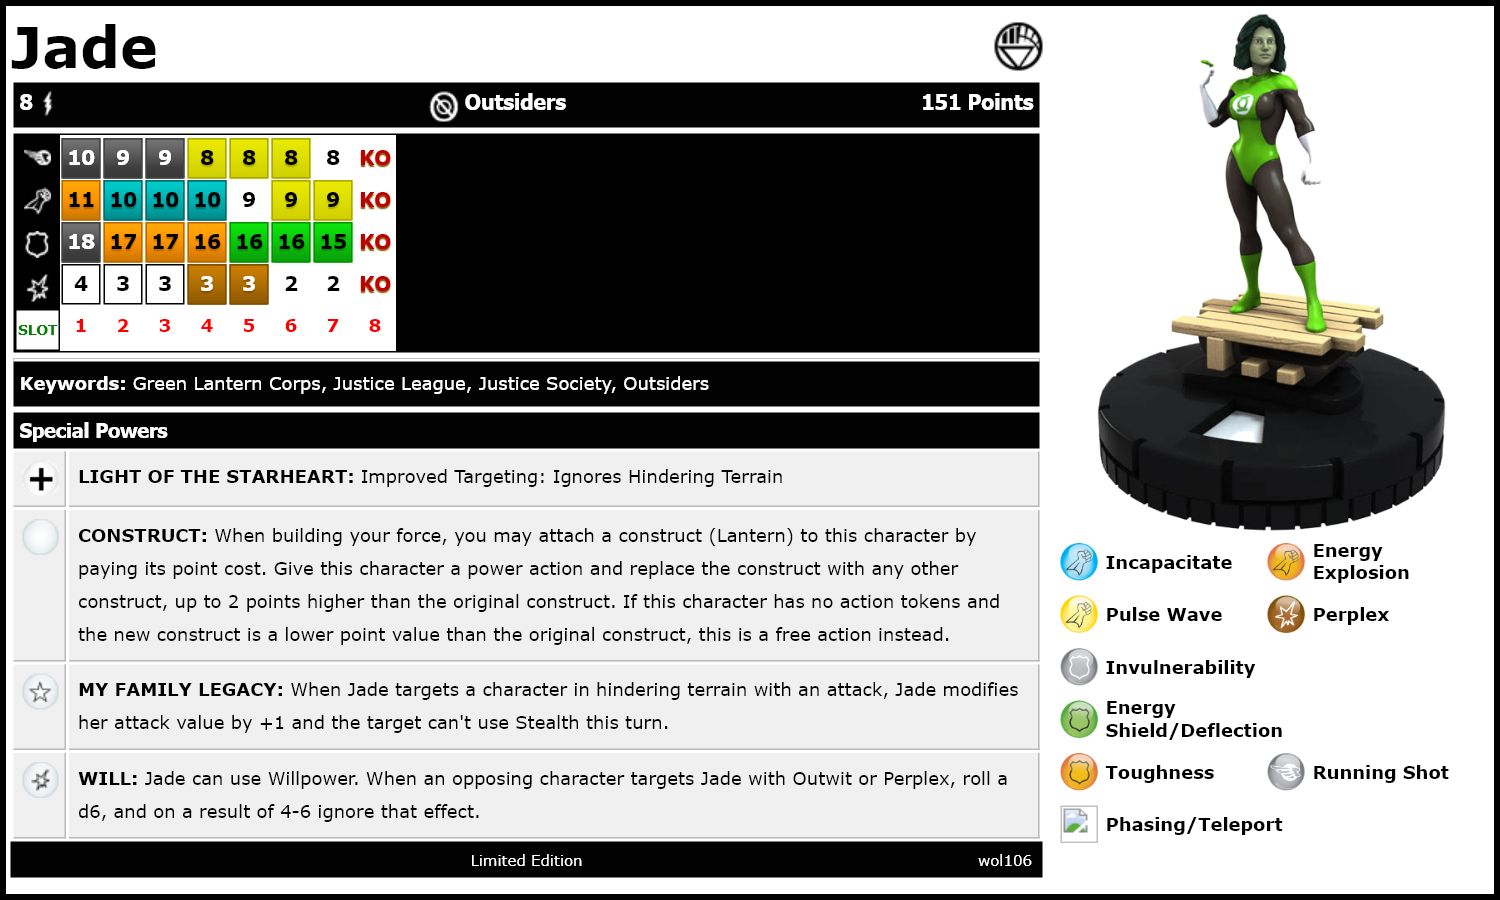 Jade
8 Outsiders 151 Points
10 9 9 8 8 8 8 KO
11 10 10 10 9 9 9 KO
18 17 17 16 16 16 15 KO
4 3 3 3 3 2 2 KO
SLOT 1 2 3 4 5 6 7 8
Keywords: Green Lantern Corps, Justice League, Justice Society, Outsiders
Special Powers
LIGHT OF THE STARHEART: Improved Targeting: Ignores Hindering Terrain
CONSTRUCT: When building your force, you may attach a construct (Lantern) to this character by
paying its point cost. Give this character a power action and replace the construct with any other
construct, up to 2 points higher than the original construct. If this character has no action tokens and
the new construct is a lower point value than the original construct, this is a free action instead.
MY FAMILY LEGACY: When Jade targets a character in hindering terrain with an attack, Jade modifies
her attack value by +1 and the target can't use Stealth this turn.
WILL: Jade can use Willpower. When an opposing character targets Jade with Outwit or Perplex, roll a
d6, and on a result of 4-6 ignore that effect.
Limited Edition wol106
Incapacitate
Energy
Explosion
Pulse Wave
Perplex
Invulnerability
Energy
Shield/Deflection
Toughness
Running Shot
Phasing/Teleport